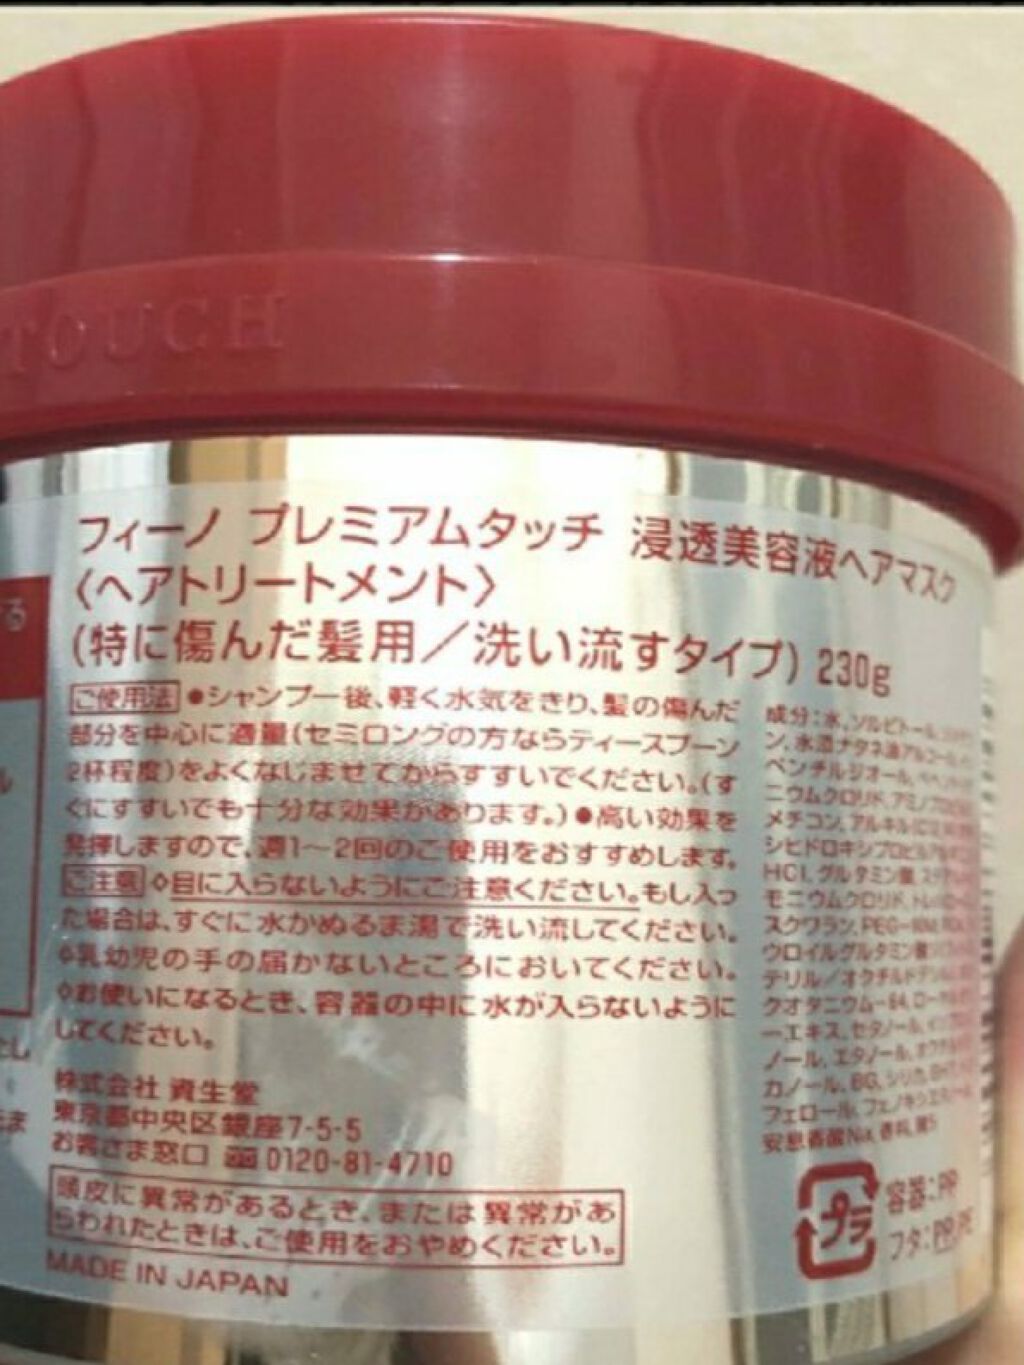 TOUCH
フィーノ プレミアムタッチ 浸透美容液ヘアマスク
〈ヘアトリートメント〉
(特に傷んだ髪用／洗い流すタイプ) 230g
ご使用法 ●シャンプー後、軽く水気をきり、髪の傷んだ
部分を中心に適量(セミロングの方ならティースプーン
2杯程度)をよくなじませてからすすいでください。(す
ぐにすすいでも十分な効果があります。) ●高い効果を
発揮しますので、週1〜2回のご使用をおすすめします。
ご注意 ◇目に入らないようにご注意ください。もし入っ
た場合は、すぐに水かぬるま湯で洗い流してください。
◇乳幼児の手の届かないところにおいてください。
◇お使いになるとき、容器の中に水が入らないように
してください。
株式会社 資生堂
東京都中央区銀座7-5-5
お客さま窓口 0120-81-4710
頭皮に異常があるとき、または異常があ
らわれたときは、ご使用をおやめください。
MADE IN JAPAN
成分：水、ソルビトール、
ン、水添ナタネ油アルコール、
ペンチルジオール、
ニウムクロリド、
メチコン、
シヒドロキシプロピル
HCl、グルタミン酸、
モニウムクロリド、
スクワラン、
ウロイルグルタミン酸
テリル／オクチルドデシル
クオタニウム-64、
ーエキス、セタノール、
ノール、エタノール、
カノール、BG、シリカ、
フェロール、
安息香酸Na、香料、
プラ
容器：PP
フタ：PP,PE